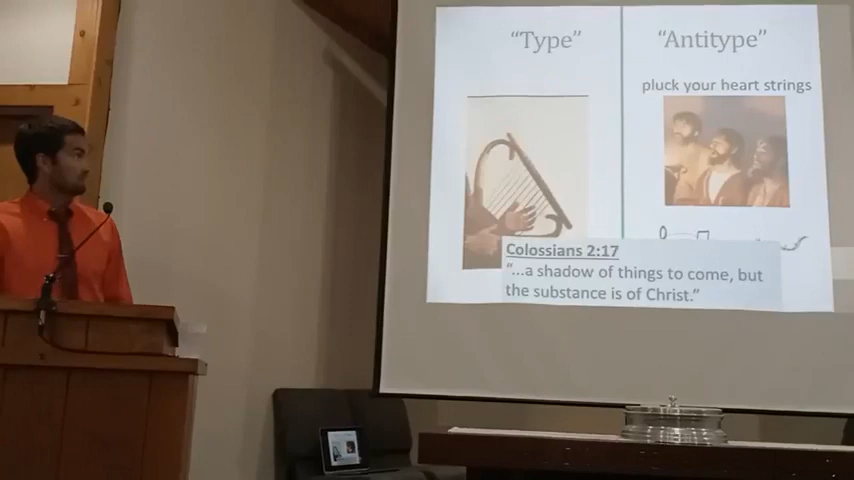 “Type”
“Antitype”
pluck your heart strings
Colossians 2:17
“...a shadow of things to come, but
the substance is of Christ.”